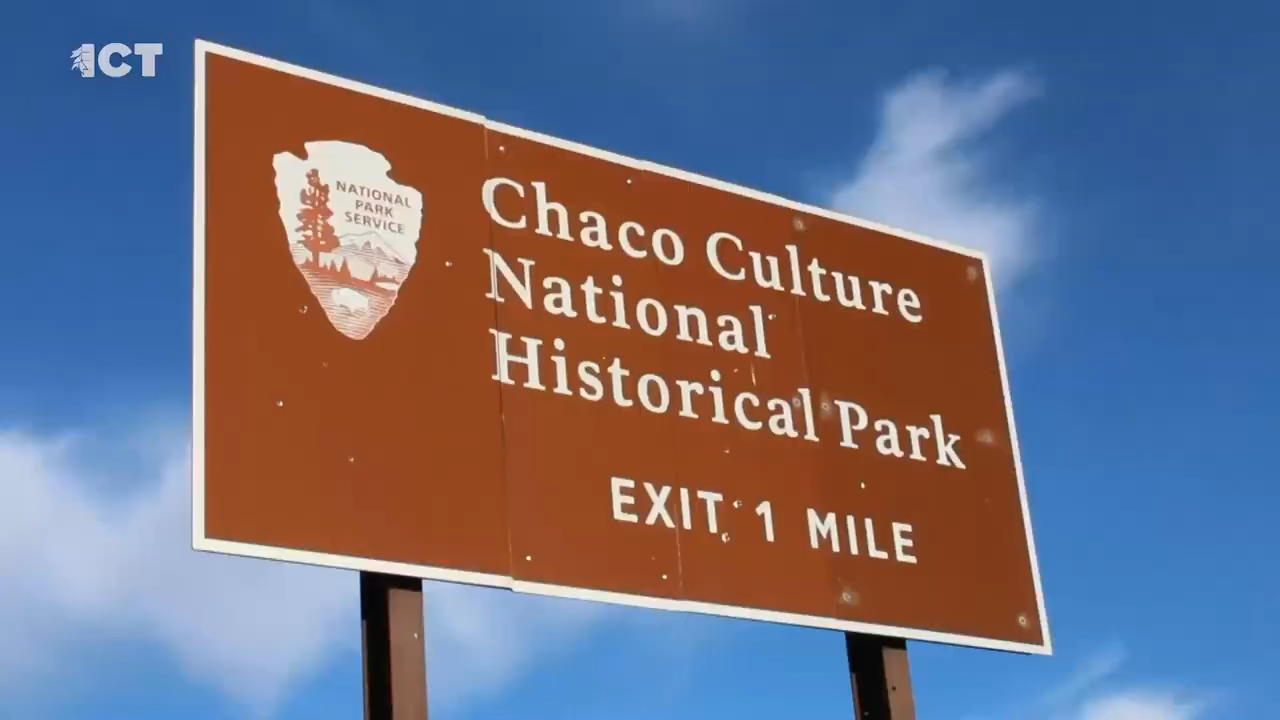 ICT
NATIONAL
PARK
SERVICE
Chaco Culture
National
Historical Park
EXIT 1 MILE